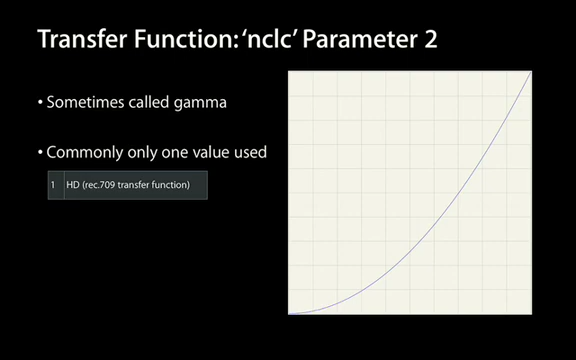 Transfer Function: ‘nclc’ Parameter 2
• Sometimes called gamma
• Commonly only one value used
1 HD (rec.709 transfer function)